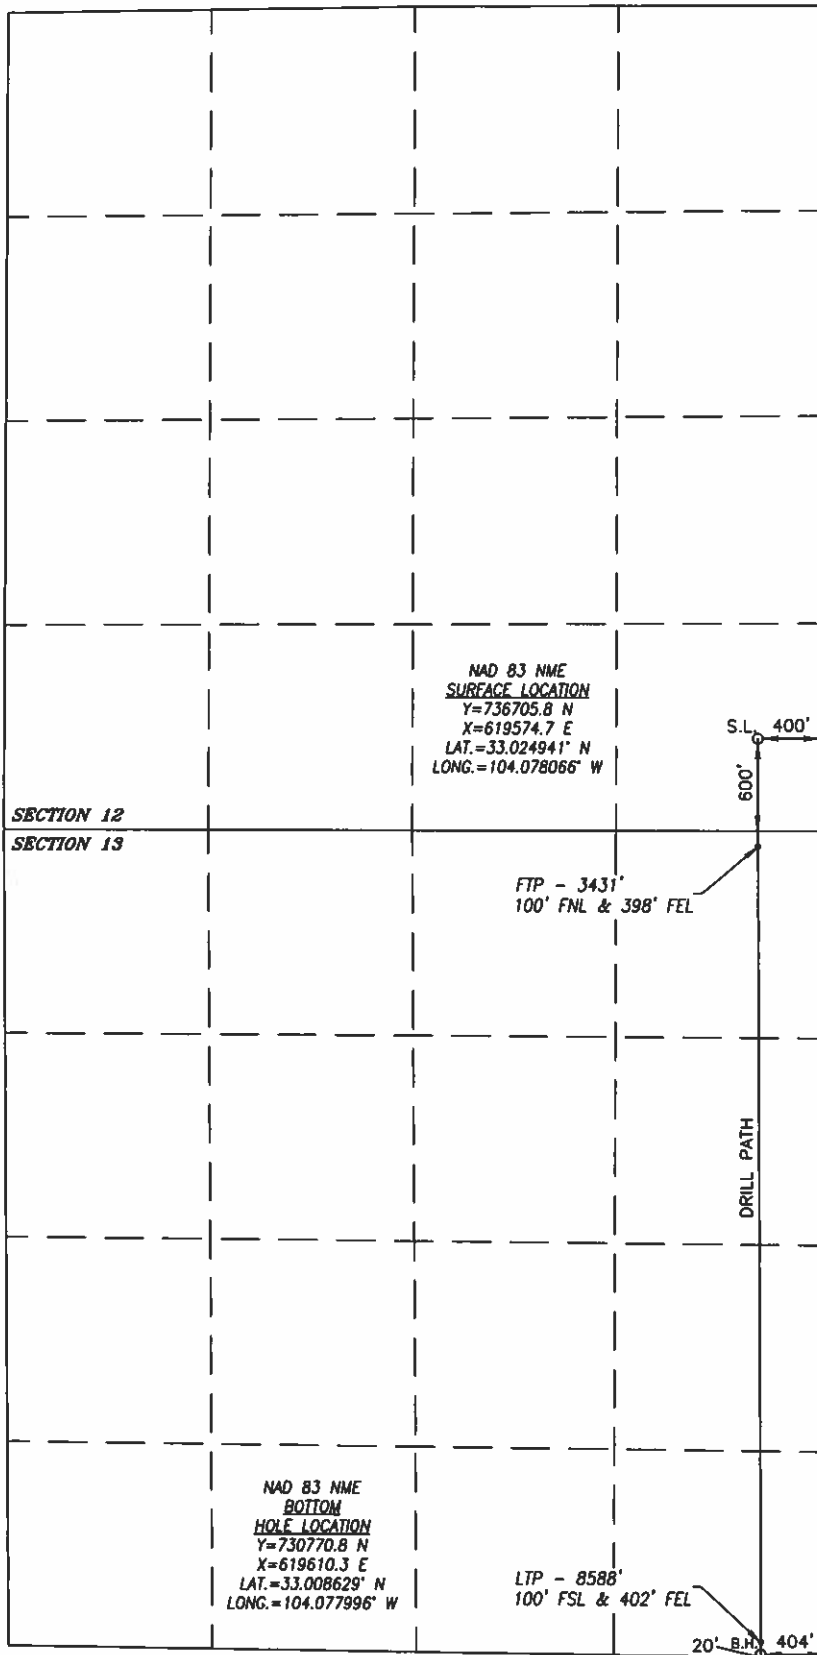 NAD 83 NME
SURFACE LOCATION
Y=736705.8 N
X=619574.7 E
LAT.=33.024941° N
LONG.=104.078066° W
S.L.
400'
600'
SECTION 12
SECTION 13
FTP - 3431'
100' FNL & 398' FEL
DRILL PATH
NAD 83 NME
BOTTOM
HOLE LOCATION
Y=730770.8 N
X=619610.3 E
LAT.=33.008629° N
LONG.=104.077996° W
LTP - 8588'
100' FSL & 402' FEL
20' B.H. 404'